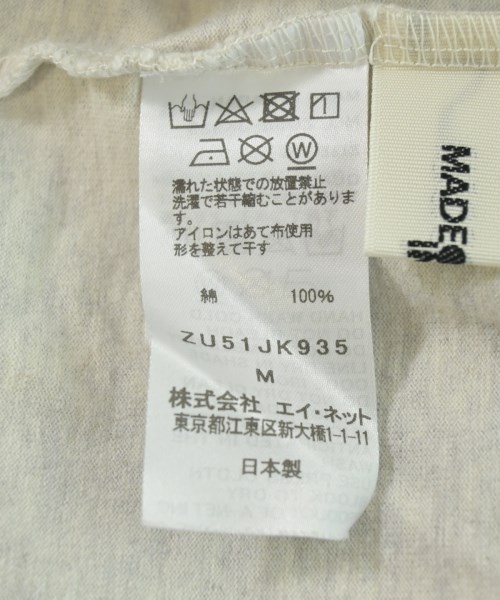 W
濡れた状態での放置禁止
洗濯で若干縮むことがありま
す。
アイロンはあて布使用
形を整えて干す
綿 100%
ZU51JK935
M
株式会社 エイ・ネット
東京都江東区新大橋1-1-11
日本製
MADE